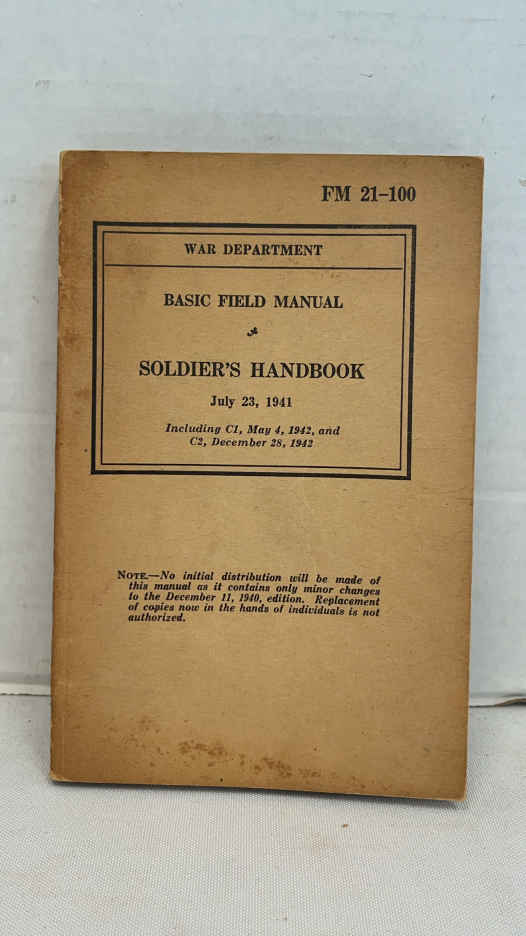 FM 21–100
WAR DEPARTMENT
BASIC FIELD MANUAL
SOLDIER'S HANDBOOK
July 23, 1941
Including C1, May 4, 1942, and
C2, December 28, 1942
NOTE.—No initial distribution will be made of
this manual as it contains only minor changes
to the December 11, 1940, edition. Replacement
of copies now in the hands of individuals is not
authorized.